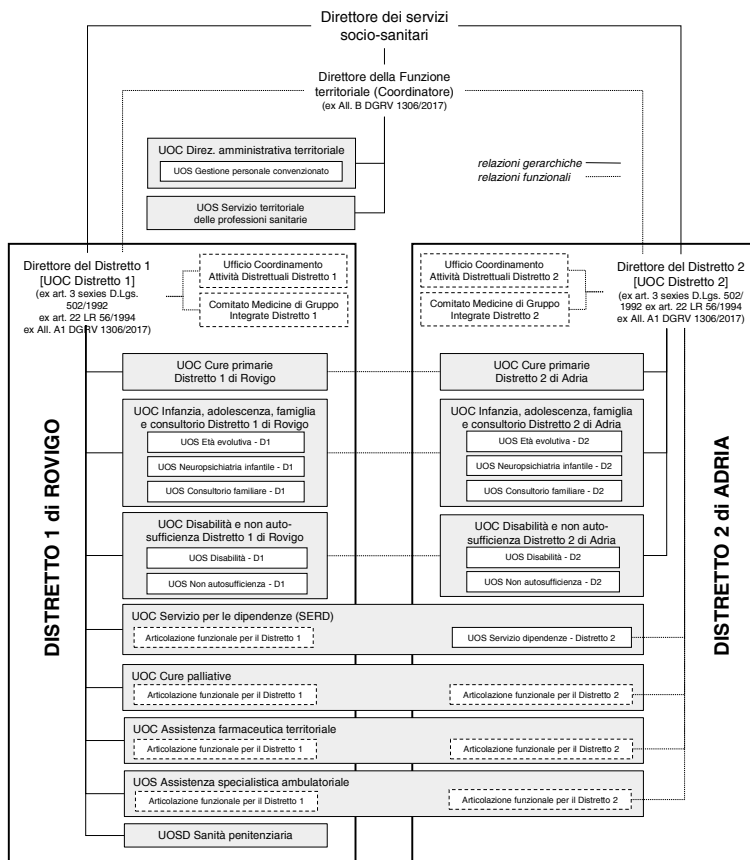 Direttore dei servizi
socio-sanitari
Direttore della Funzione
territoriale (Coordinatore)
(ex All. B DGRV 1306/2017)
UOC Direz. amministrativa territoriale
UOS Gestione personale convenzionato
UOS Servizio territoriale
delle professioni sanitarie
relazioni gerarchiche
relazioni funzionali
DISTRETTO 1 di ROVIGO
Direttore del Distretto 1
[UOC Distretto 1]
(ex art. 3 sexies D.Lgs.
502/1992
ex art. 22 LR 56/1994
ex All. A1 DGRV 1306/2017)
Ufficio Coordinamento
Attività Distrettuali Distretto 1
Comitato Medicine di Gruppo
Integrate Distretto 1
Ufficio Coordinamento
Attività Distrettuali Distretto 2
Comitato Medicine di Gruppo
Integrate Distretto 2
Direttore del Distretto 2
[UOC Distretto 2]
(ex art. 3 sexies D.Lgs. 502/
1992 ex art. 22 LR 56/1994
ex All. A1 DGRV 1306/2017)
DISTRETTO 2 di ADRIA
UOC Cure primarie
Distretto 1 di Rovigo
UOC Cure primarie
Distretto 2 di Adria
UOC Infanzia, adolescenza, famiglia
e consultorio Distretto 1 di Rovigo
UOS Età evolutiva - D1
UOS Neuropsichiatria infantile - D1
UOS Consultorio familiare - D1
UOC Infanzia, adolescenza, famiglia
e consultorio Distretto 2 di Adria
UOS Età evolutiva - D2
UOS Neuropsichiatria infantile - D2
UOS Consultorio familiare - D2
UOC Disabilità e non auto-
sufficienza Distretto 1 di Rovigo
UOS Disabilità - D1
UOS Non autosufficienza - D1
UOC Disabilità e non auto-
sufficienza Distretto 2 di Adria
UOS Disabilità - D2
UOS Non autosufficienza - D2
UOC Servizio per le dipendenze (SERD)
Articolazione funzionale per il Distretto 1
UOS Servizio dipendenze - Distretto 2
UOC Cure palliative
Articolazione funzionale per il Distretto 1
Articolazione funzionale per il Distretto 2
UOC Assistenza farmaceutica territoriale
Articolazione funzionale per il Distretto 1
Articolazione funzionale per il Distretto 2
UOS Assistenza specialistica ambulatoriale
Articolazione funzionale per il Distretto 1
Articolazione funzionale per il Distretto 2
UOSD Sanità penitenziaria